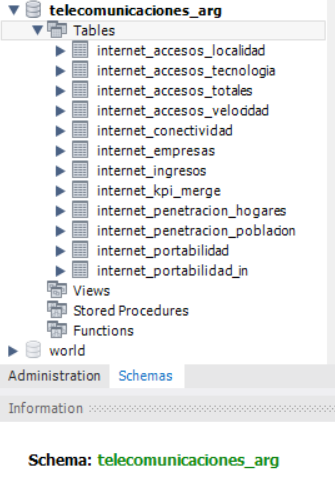 telecomunicaciones_arg
Tables
internet_accesos_localidad
internet_accesos_tecnologia
internet_accesos_totales
internet_accesos_velocidad
internet_conectividad
internet_empresas
internet_ingresos
internet_kpi_merge
internet_penetracion_hogares
internet_penetracion_poblacion
internet_portabilidad
internet_portabilidad_in
Views
Stored Procedures
Functions
world
Administration Schemas
Information
Schema: telecomunicaciones_arg